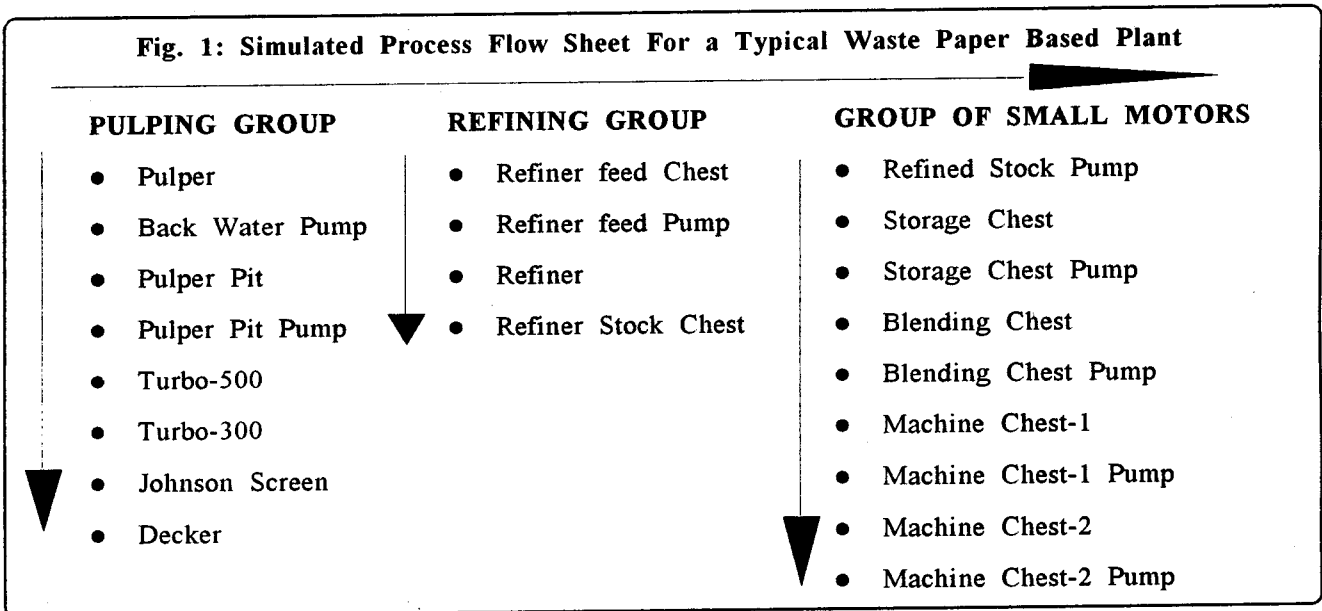 Fig. 1: Simulated Process Flow Sheet For a Typical Waste Paper Based Plant
PULPING GROUP
• Pulper
• Back Water Pump
• Pulper Pit
• Pulper Pit Pump
• Turbo-500
• Turbo-300
• Johnson Screen
• Decker
REFINING GROUP
• Refiner feed Chest
• Refiner feed Pump
• Refiner
• Refiner Stock Chest
GROUP OF SMALL MOTORS
• Refined Stock Pump
• Storage Chest
• Storage Chest Pump
• Blending Chest
• Blending Chest Pump
• Machine Chest-1
• Machine Chest-1 Pump
• Machine Chest-2
• Machine Chest-2 Pump